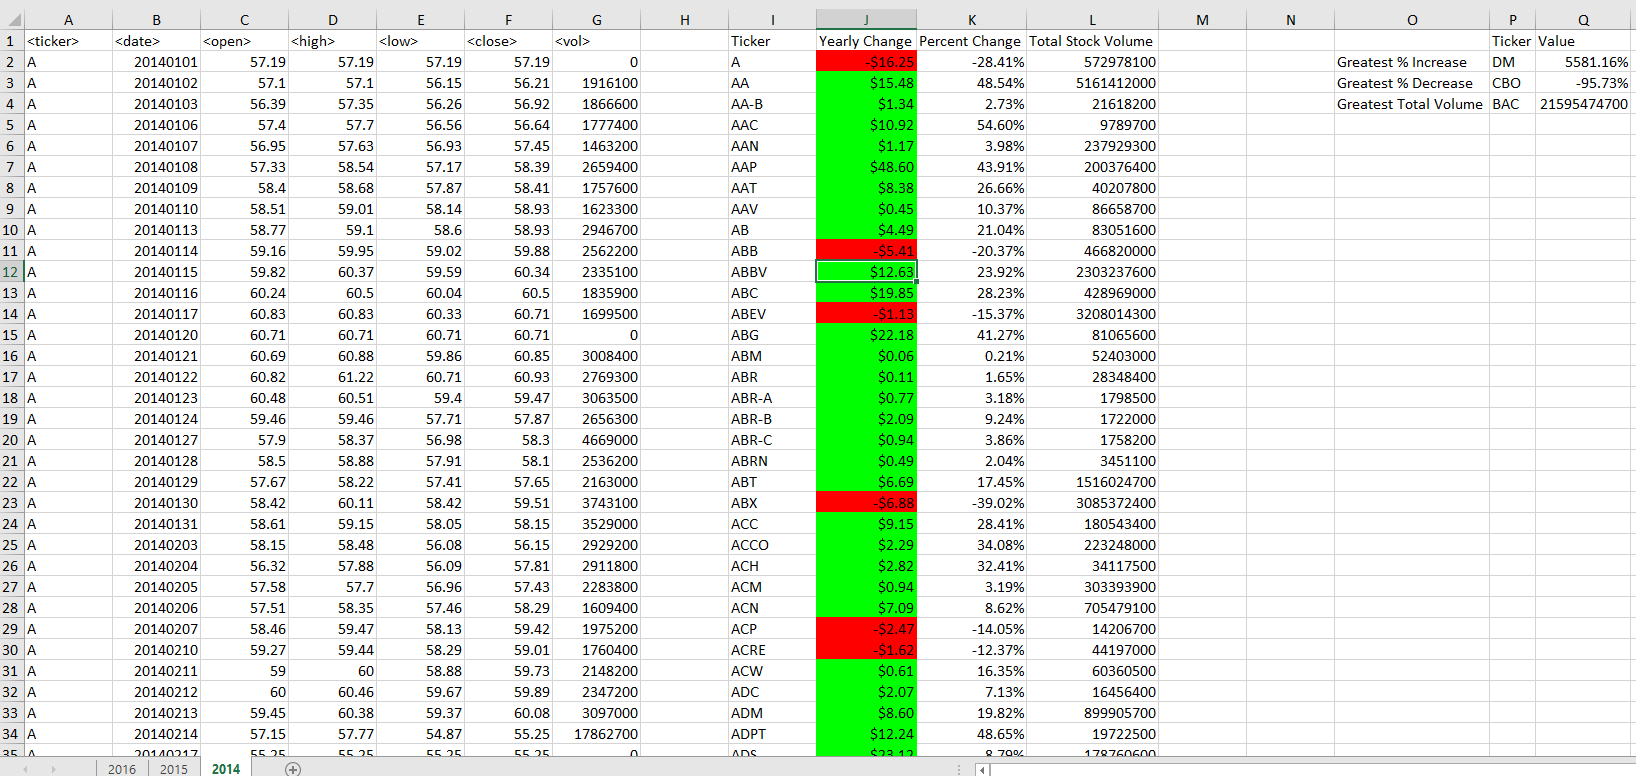 A B C D E F G H I J K L M N O P Q
1 <ticker> <date> <open> <high> <low> <close> <vol> Ticker Yearly Change Percent Change Total Stock Volume Ticker Value
2 A 20140101 57.19 57.19 57.19 57.19 0 A -$16.25 -28.41% 572978100 Greatest % Increase DM 5581.16%
3 A 20140102 57.1 57.1 56.15 56.21 1916100 AA $15.48 48.54% 5161412000 Greatest % Decrease CBO -95.73%
4 A 20140103 56.39 57.35 56.26 56.92 1866600 AA-B $1.34 2.73% 21618200 Greatest Total Volume BAC 21595474700
5 A 20140106 57.4 57.7 56.56 56.64 1777400 AAC $10.92 54.60% 9789700
6 A 20140107 56.95 57.63 56.93 57.45 1463200 AAN $1.17 3.98% 237929300
7 A 20140108 57.33 58.54 57.17 58.39 2659400 AAP $48.60 43.91% 200376400
8 A 20140109 58.4 58.68 57.87 58.41 1757600 AAT $8.38 26.66% 40207800
9 A 20140110 58.51 59.01 58.14 58.93 1623300 AAV $0.45 10.37% 86658700
10 A 20140113 58.77 59.1 58.6 58.93 2946700 AB $4.49 21.04% 83051600
11 A 20140114 59.16 59.95 59.02 59.88 2562200 ABB -$5.41 -20.37% 466820000
12 A 20140115 59.82 60.37 59.59 60.34 2335100 ABBV $12.63 23.92% 2303237600
13 A 20140116 60.24 60.5 60.04 60.5 1835900 ABC $19.85 28.23% 428969000
14 A 20140117 60.83 60.83 60.33 60.71 1699500 ABEV -$1.13 -15.37% 3208014300
15 A 20140120 60.71 60.71 60.71 60.71 0 ABG $22.18 41.27% 81065600
16 A 20140121 60.69 60.88 59.86 60.85 3008400 ABM $0.06 0.21% 52403000
17 A 20140122 60.82 61.22 60.71 60.93 2769300 ABR $0.11 1.65% 28348400
18 A 20140123 60.48 60.51 59.4 59.47 3063500 ABR-A $0.77 3.18% 1798500
19 A 20140124 59.46 59.46 57.71 57.87 2656300 ABR-B $2.09 9.24% 1722000
20 A 20140127 57.9 58.37 56.98 58.3 4669000 ABR-C $0.94 3.86% 1758200
21 A 20140128 58.5 58.88 57.91 58.1 2536200 ABRN $0.49 2.04% 3451100
22 A 20140129 57.67 58.22 57.41 57.65 2163000 ABT $6.69 17.45% 1516024700
23 A 20140130 58.42 60.11 58.42 59.51 3743100 ABX -$6.88 -39.02% 3085372400
24 A 20140131 58.61 59.15 58.05 58.15 3529000 ACC $9.15 28.41% 180543400
25 A 20140203 58.15 58.48 56.08 56.15 2929200 ACCO $2.29 34.08% 223248000
26 A 20140204 56.32 57.88 56.09 57.81 2911800 ACH $2.82 32.41% 34117500
27 A 20140205 57.58 57.7 56.96 57.43 2283800 ACM $0.94 3.19% 303393900
28 A 20140206 57.51 58.35 57.46 58.29 1609400 ACN $7.09 8.62% 705479100
29 A 20140207 58.46 59.47 58.13 59.42 1975200 ACP -$2.47 -14.05% 14206700
30 A 20140210 59.27 59.44 58.29 59.01 1760400 ACRE -$1.62 -12.37% 44197000
31 A 20140211 59 60 58.88 59.73 2148200 ACW $0.61 16.35% 60360500
32 A 20140212 60 60.46 59.67 59.89 2347200 ADC $2.07 7.13% 16456400
33 A 20140213 59.45 60.38 59.37 60.08 3097000 ADM $8.60 19.82% 899905700
34 A 20140214 57.15 57.77 54.87 55.25 17862700 ADPT $12.24 48.65% 19722500
35 A 20140217 55.25 55.25 55.25 55.25 0 ADS $23.12 8.79% 178760600
2016 2015 2014